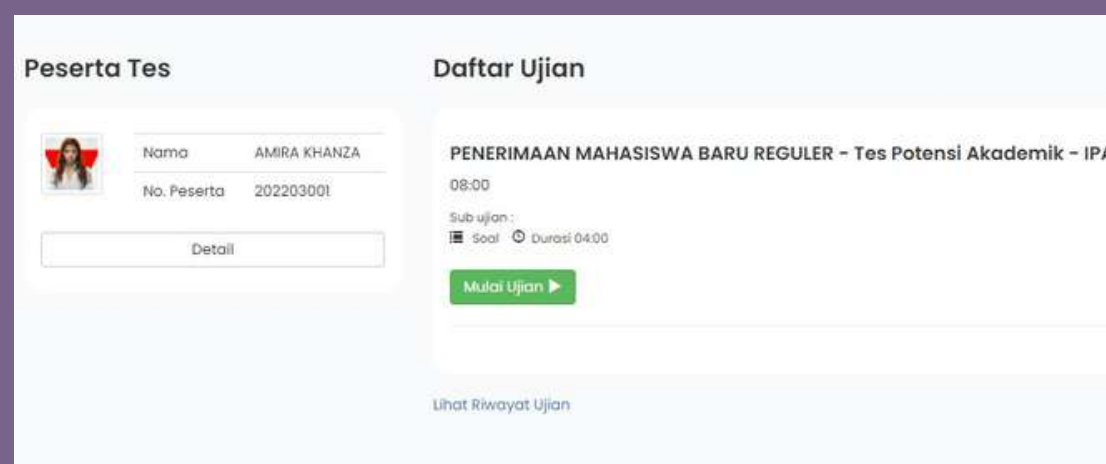 Peserta Tes
Nama AMIRA KHANZA
No. Peserta 202203001
Detail
Daftar Ujian
PENERIMAAN MAHASISWA BARU REGULER - Tes Potensi Akademik - IPA
08:00
Sub ujian :
Soal Durasi 04:00
Mulai Ujian
Lihat Riwayat Ujian